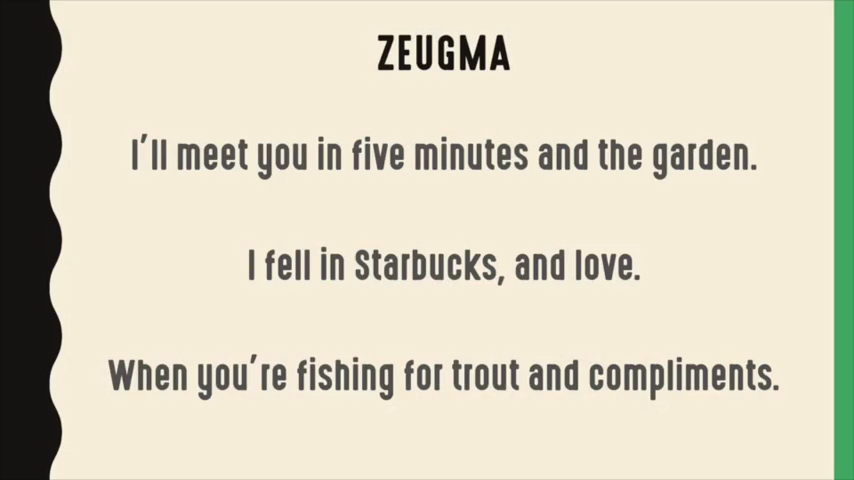 ZEUGMA
I'll meet you in five minutes and the garden.
I fell in Starbucks, and love.
When you're fishing for trout and compliments.